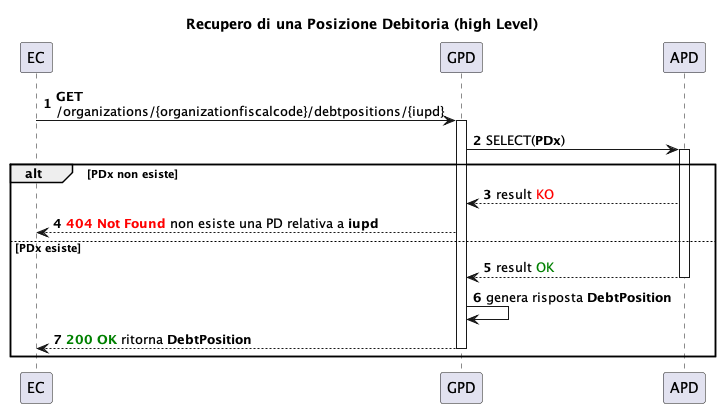 Recupero di una Posizione Debitoria (high Level)
EC GPD APD
1 GET
/organizations/{organizationfiscalcode}/debtpositions/{iupd}
2 SELECT(PDx)
alt [PDx non esiste]
3 result KO
4 404 Not Found non esiste una PD relativa a iupd
[PDx esiste]
5 result OK
6 genera risposta DebtPosition
7 200 OK ritorna DebtPosition
EC GPD APD